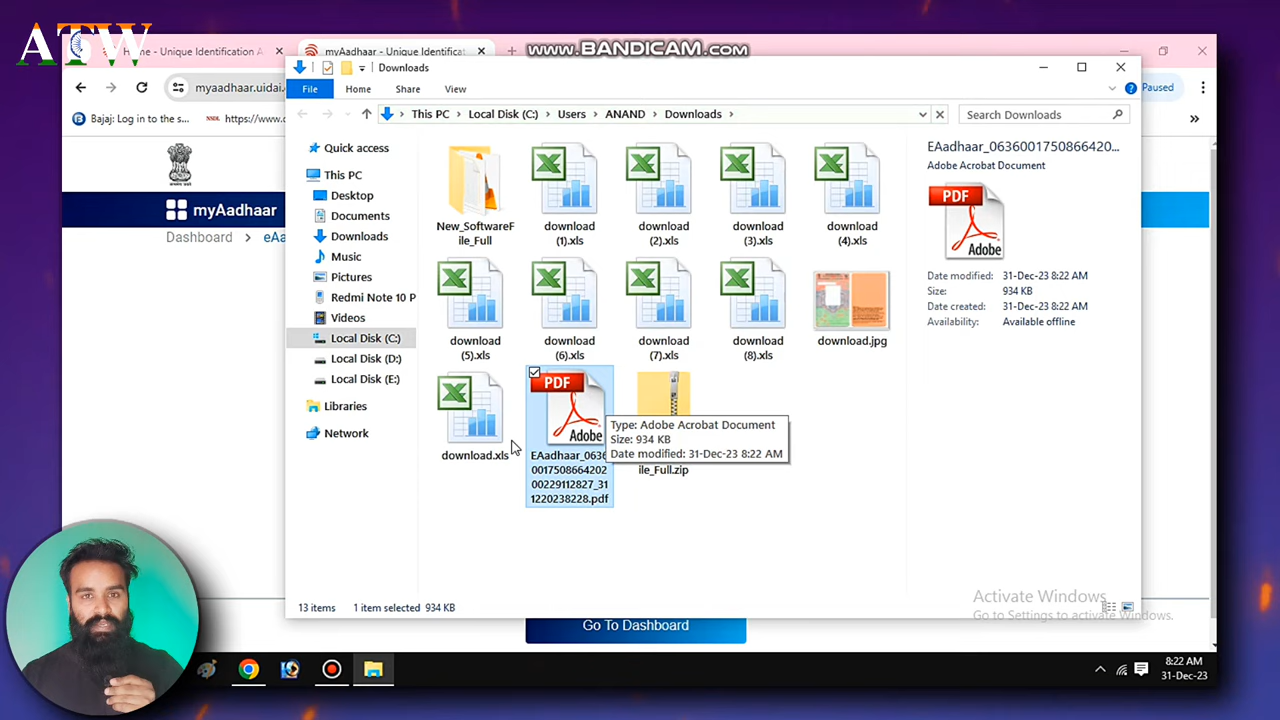 ATW
Home - Unique Identification A
myAadhaar - Unique Identificat
www.BANDICAM.com
myaadhaar.uidai.
Paused
Bajaj: Log in to the s...
NSDL
https://www.c
»
myAadhaar
Dashboard > eAa
Downloads
File Home Share View
This PC > Local Disk (C:) > Users > ANAND > Downloads >
Search Downloads
Quick access
This PC
Desktop
Documents
Downloads
Music
Pictures
Redmi Note 10 P
Videos
Local Disk (C:)
Local Disk (D:)
Local Disk (E:)
Libraries
Network
New_SoftwareF
ile_Full
download
(1).xls
download
(2).xls
download
(3).xls
download
(4).xls
download
(5).xls
download
(6).xls
download
(7).xls
download
(8).xls
download.jpg
download.xls
PDF
Adobe
EAadhaar_0636
00175086642 02
00229112827_31
1220238228.pdf
ile_Full.zip
Type: Adobe Acrobat Document
Size: 934 KB
Date modified: 31-Dec-23 8:22 AM
EAadhaar_0636001750866420...
Adobe Acrobat Document
PDF
Adobe
Date modified: 31-Dec-23 8:22 AM
Size: 934 KB
Date created: 31-Dec-23 8:22 AM
Availability: Available offline
13 items 1 item selected 934 KB
Activate Windows
Go to Settings to activate Windows.
Go To Dashboard
8:22 AM
31-Dec-23